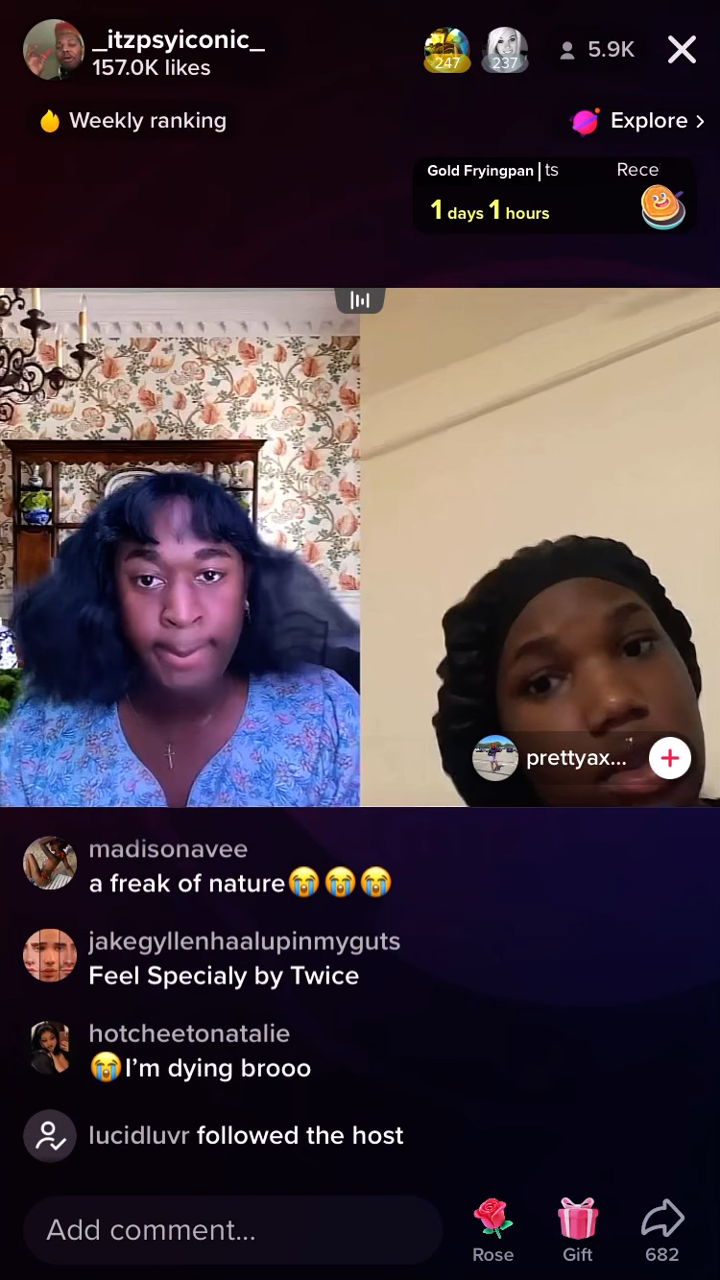 _itzpsyiconic_
157.0K likes
247
237
5.9K
Weekly ranking
Explore
Gold Fryingpan | ts Rece
1 days 1 hours
prettyax...
madisonavee
a freak of nature😭😭😭
jakegyllenhaalupinmyguts
Feel Specialy by Twice
hotcheetonatalie
😭I'm dying brooo
lucidluvr followed the host
Add comment...
Rose
Gift
682